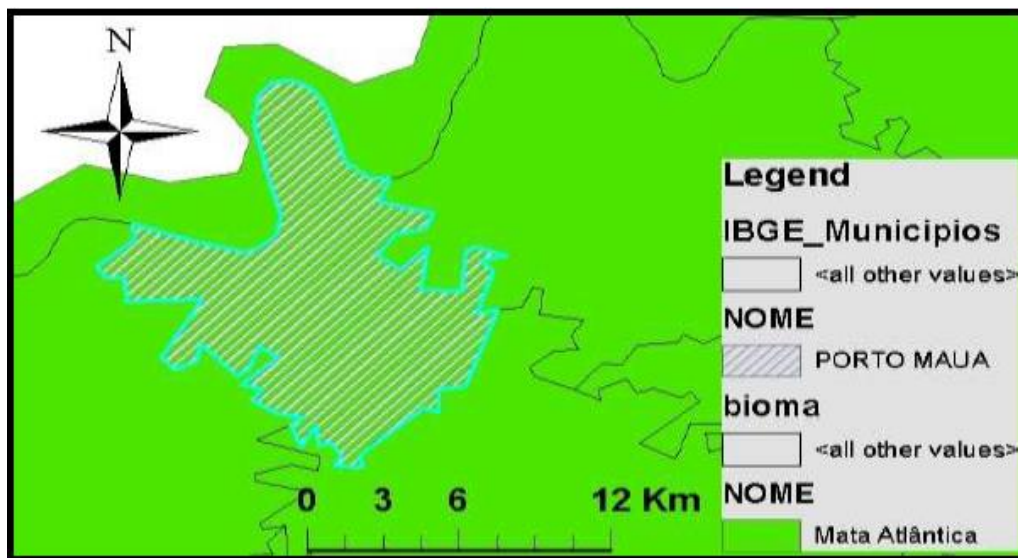 N
Legend
IBGE_Municipios
<all other values>
NOME
PORTO MAUA
bioma
<all other values>
NOME
Mata Atlântica
0 3 6 12 Km